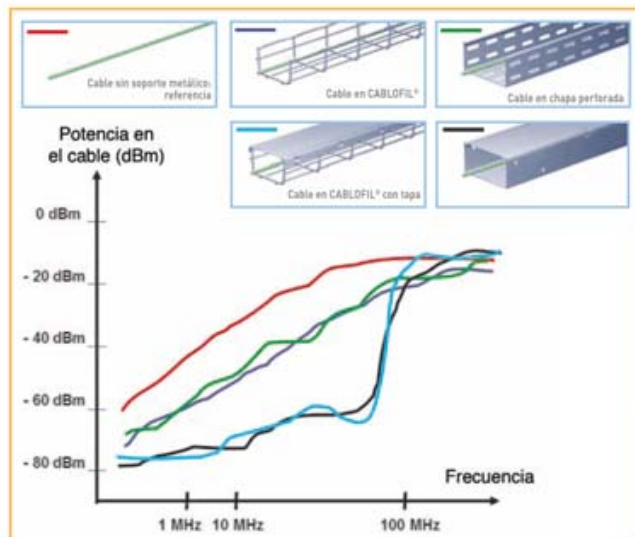 Cable sin soporte metálico:
referencia
Cable en CABLOFIL®
Cable en chapa perforada
Cable en CABLOFIL® con tapa
Potencia en
el cable (dBm)
0 dBm
- 20 dBm
- 40 dBm
- 60 dBm
- 80 dBm
Frecuencia
1 MHz
10 MHz
100 MHz